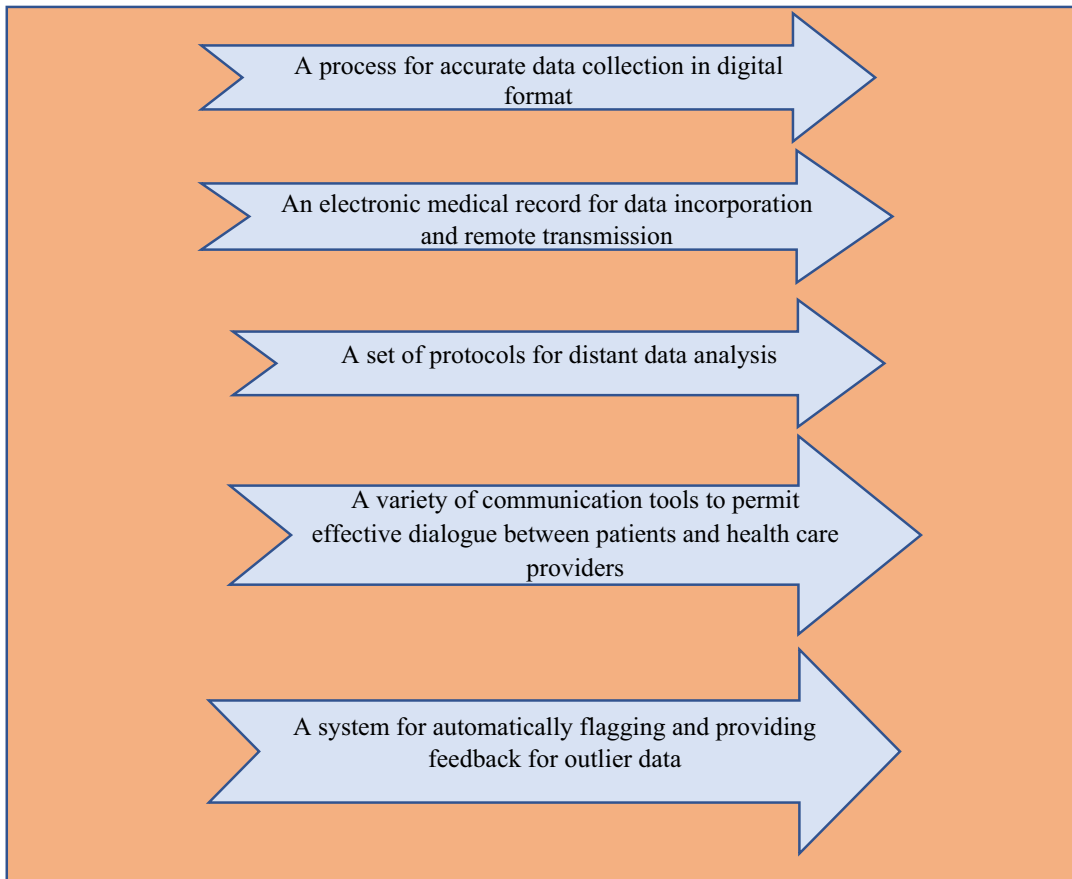 A process for accurate data collection in digital
format
An electronic medical record for data incorporation
and remote transmission
A set of protocols for distant data analysis
A variety of communication tools to permit
effective dialogue between patients and health care
providers
A system for automatically flagging and providing
feedback for outlier data